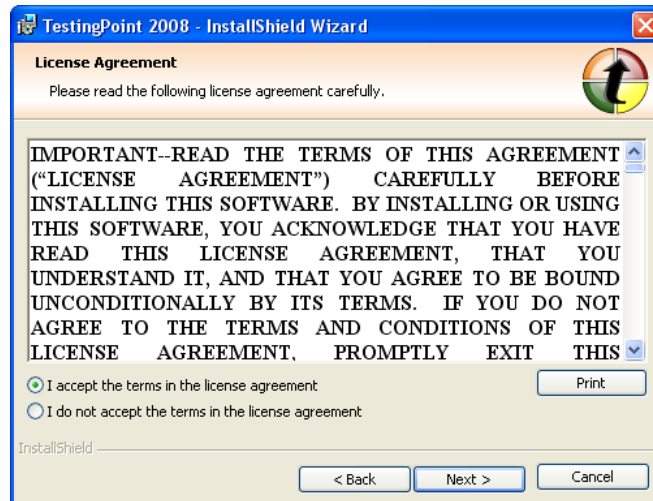 TestingPoint 2008 - InstallShield Wizard
License Agreement
Please read the following license agreement carefully.
IMPORTANT--READ THE TERMS OF THIS AGREEMENT
(“LICENSE AGREEMENT”) CAREFULLY BEFORE
INSTALLING THIS SOFTWARE. BY INSTALLING OR USING
THIS SOFTWARE, YOU ACKNOWLEDGE THAT YOU HAVE
READ THIS LICENSE AGREEMENT, THAT YOU
UNDERSTAND IT, AND THAT YOU AGREE TO BE BOUND
UNCONDITIONALLY BY ITS TERMS. IF YOU DO NOT
AGREE TO THE TERMS AND CONDITIONS OF THIS
LICENSE AGREEMENT, PROMPTLY EXIT THIS
I accept the terms in the license agreement
Print
I do not accept the terms in the license agreement
InstallShield
< Back Next > Cancel